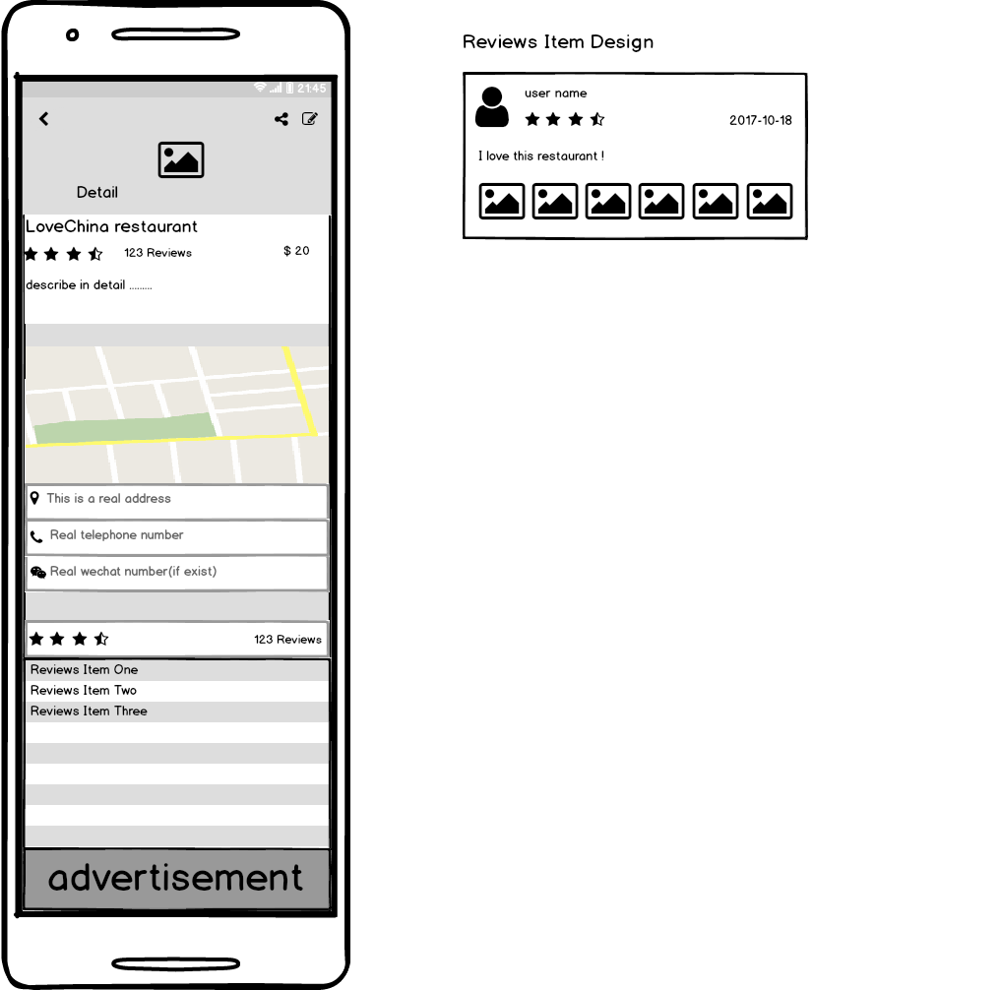 21:45
Detail
LoveChina restaurant
123 Reviews
$ 20
describe in detail .........
This is a real address
Real telephone number
Real wechat number(if exist)
123 Reviews
Reviews Item One
Reviews Item Two
Reviews Item Three
advertisement
Reviews Item Design
user name
2017-10-18
I love this restaurant !